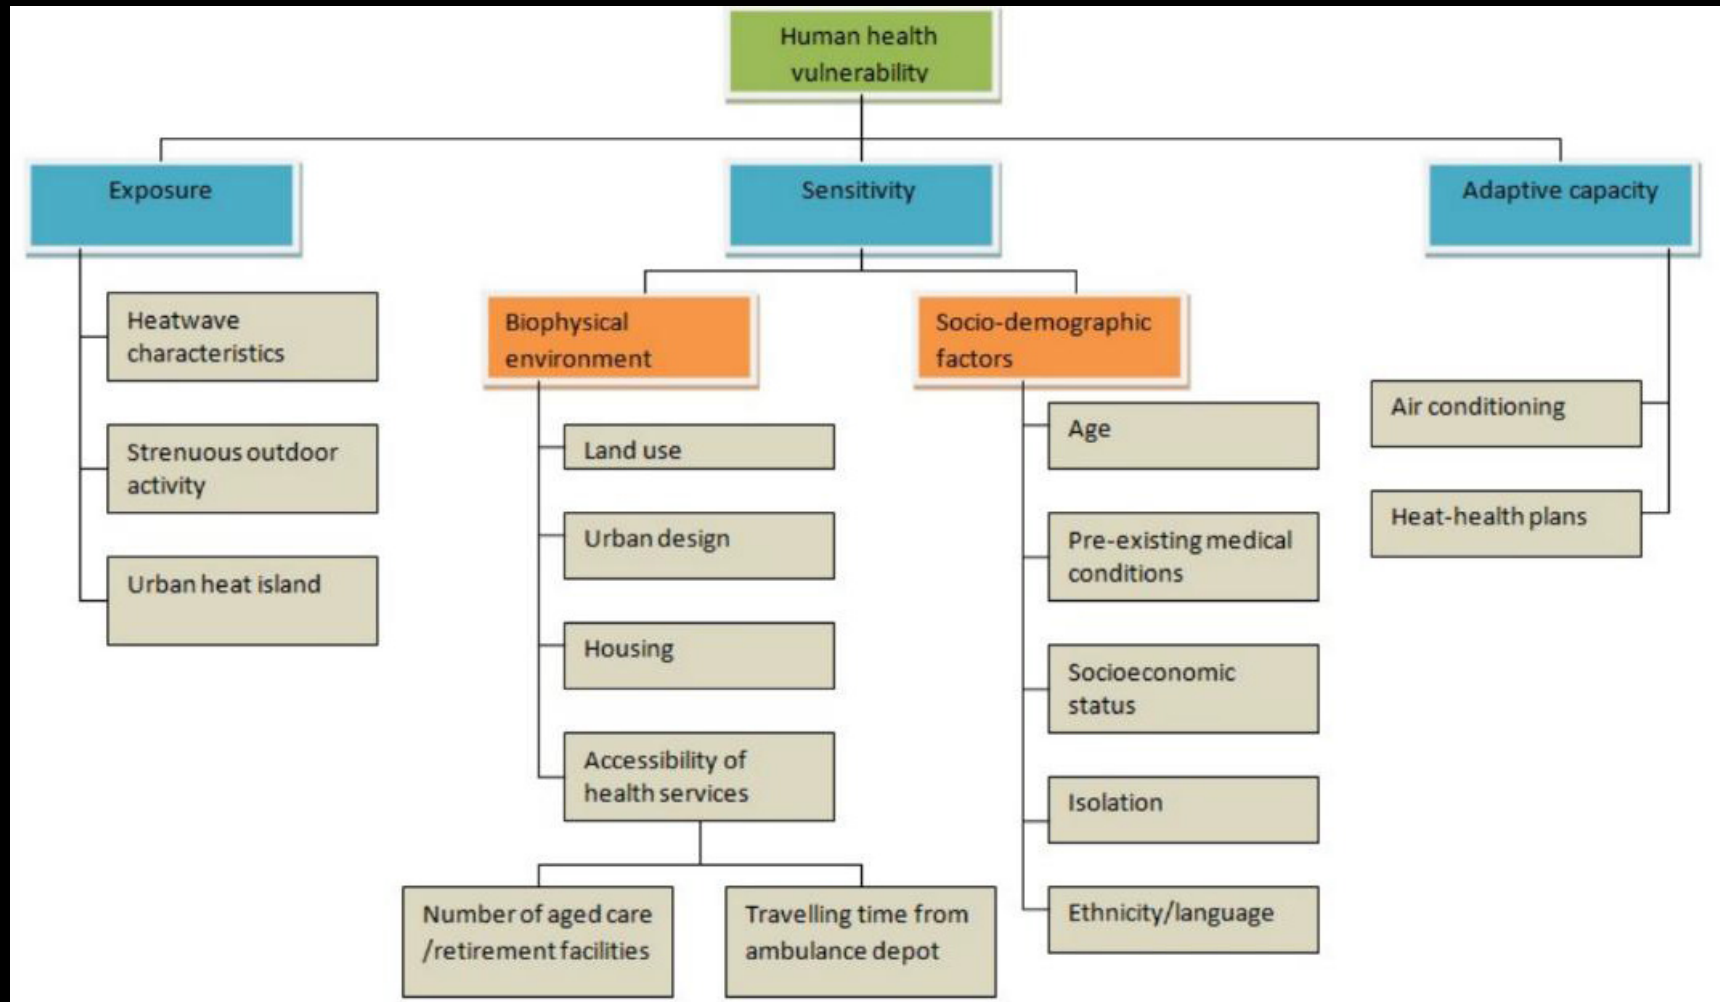 Human health
vulnerability
Exposure
Sensitivity
Adaptive capacity
Heatwave
characteristics
Strenuous outdoor
activity
Urban heat island
Biophysical
environment
Land use
Urban design
Housing
Accessibility of
health services
Number of aged care
/retirement facilities
Travelling time from
ambulance depot
Socio-demographic
factors
Age
Pre-existing medical
conditions
Socioeconomic
status
Isolation
Ethnicity/language
Air conditioning
Heat-health plans